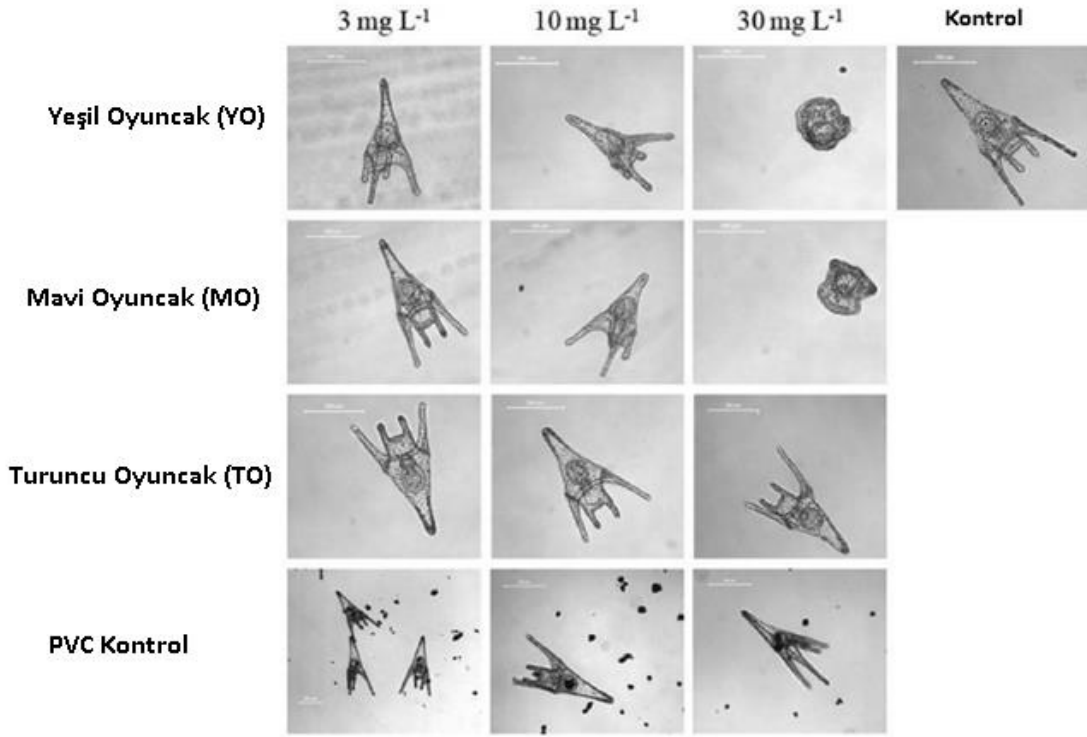 3 mg L-1 10 mg L-1 30 mg L-1 Kontrol
Yeşil Oyuncak (YO)
Mavi Oyuncak (MO)
Turuncu Oyuncak (TO)
PVC Kontrol